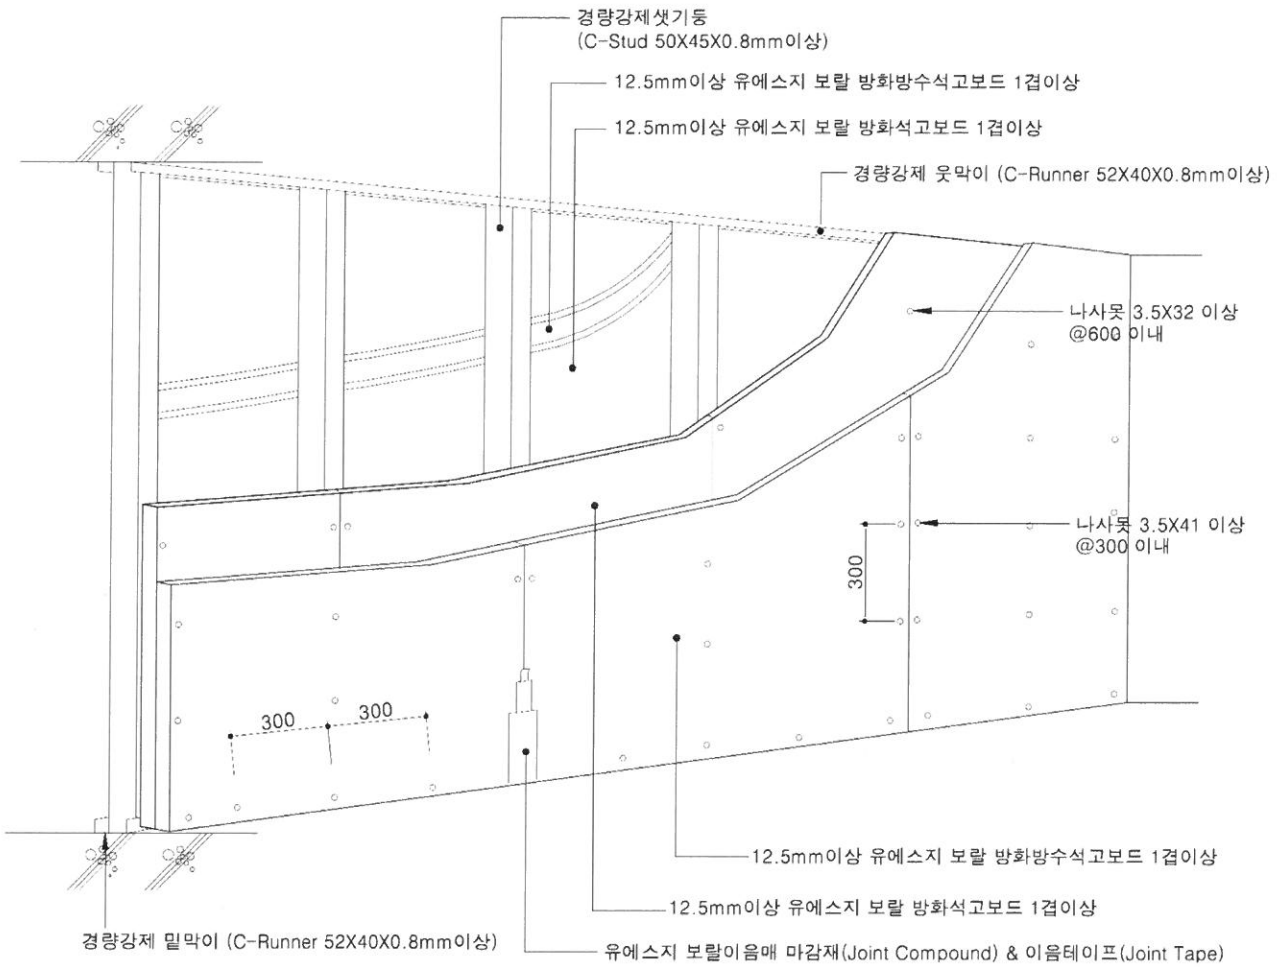 경량강제샛기둥
(C-Stud 50X45X0.8mm이상)
12.5mm이상 유에스지 보랄 방화방수석고보드 1겹이상
12.5mm이상 유에스지 보랄 방화석고보드 1겹이상
경량강제 웃막이 (C-Runner 52X40X0.8mm이상)
나사못 3.5X32 이상
@600 이내
나사못 3.5X41 이상
@300 이내
300
300
300
12.5mm이상 유에스지 보랄 방화방수석고보드 1겹이상
12.5mm이상 유에스지 보랄 방화석고보드 1겹이상
경량강제 밑막이 (C-Runner 52X40X0.8mm이상)
유에스지 보랄이음매 마감재(Joint Compound) & 이음테이프(Joint Tape)